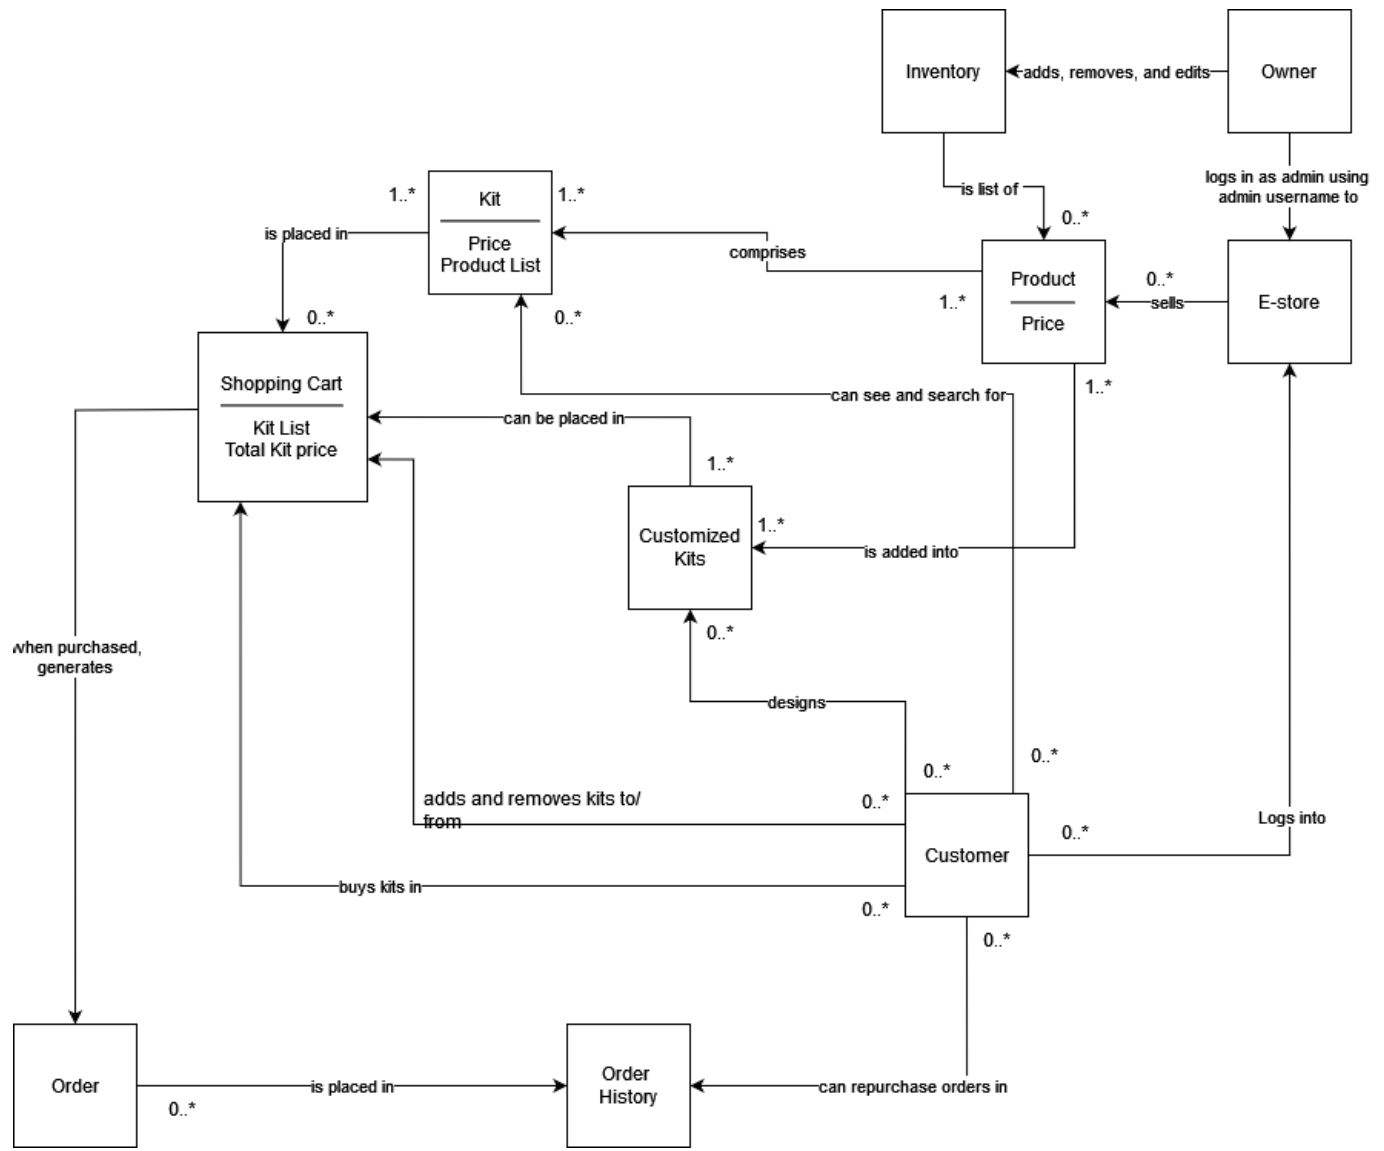 Inventory
adds, removes, and edits
Owner
is list of
logs in as admin using
admin username to
1..*
Kit
Price
Product List
1..*
is placed in
comprises
0..*
Product
Price
1..*
0..*
sells
E-store
0..*
0..*
1..*
Shopping Cart
Kit List
Total Kit price
can see and search for
can be placed in
1..*
Customized
Kits
1..*
is added into
0..*
when purchased,
generates
designs
0..*
0..*
adds and removes kits to/
from
0..*
Customer
0..*
Logs into
buys kits in
0..*
0..*
Order
0..*
is placed in
Order
History
can repurchase orders in